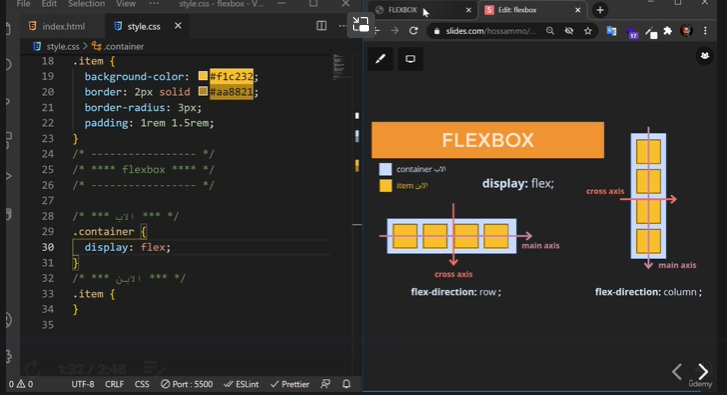 File Edit Selection View ··· style.css - flexbox - V...
index.html
style.css
style.css > .container
18 .item {
19 background-color: #f1c232;
20 border: 2px solid #aa8821;
21 border-radius: 3px;
22 padding: 1rem 1.5rem;
23 }
24 /* ----------------- */
25 /* **** flexbox **** */
26 /* ----------------- */
27
28 /* *** الاب *** */
29 .container {
30 display: flex;
31 }
32 /* *** الابن *** */
33 .item {
34 }
35
1:32 / 2:48
0 0 UTF-8 CRLF CSS Port : 5500 ESLint Prettier
FLEXBOX
Edit: flexbox
slides.com/hossammo/...
17
FLEXBOX
container الاب
item الابن
display: flex;
main axis
cross axis
flex-direction: row ;
cross axis
main axis
flex-direction: column ;
ûdemy